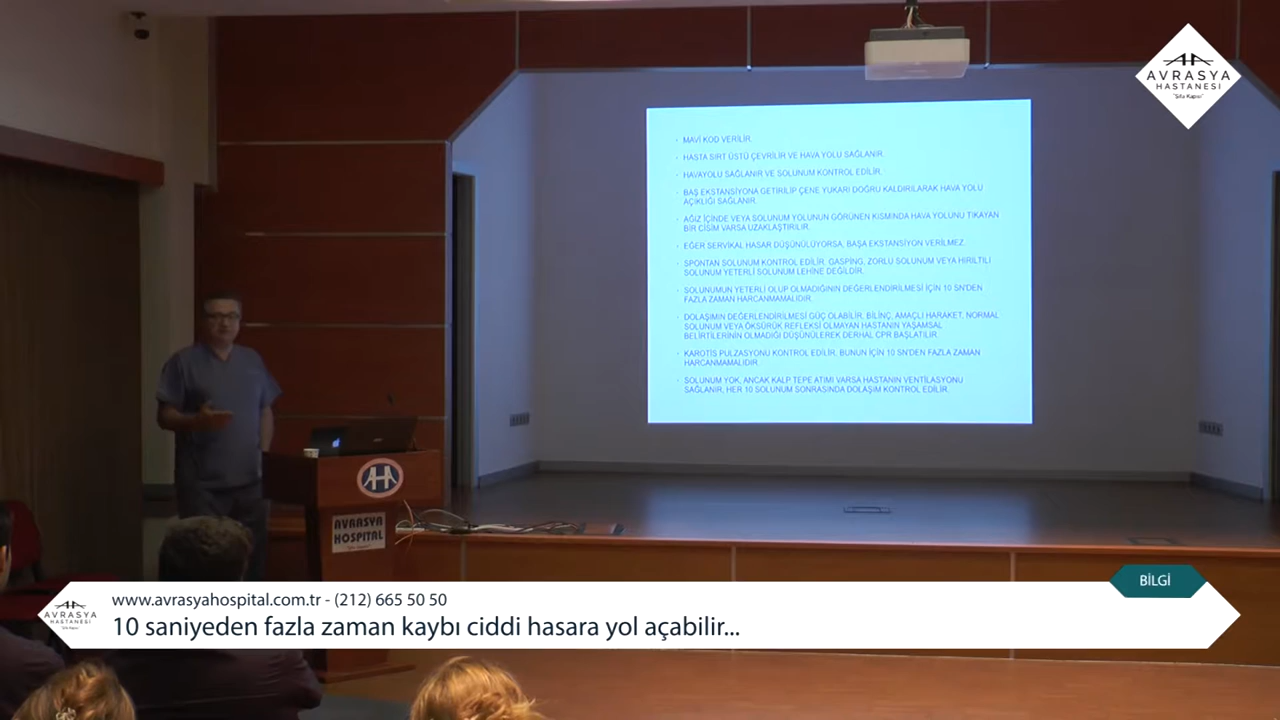 AVRASYA
HASTANESİ
"Şifa Kapısı"
· MAVİ KOD VERİLİR.
· HASTA SIRT ÜSTÜ ÇEVRİLİR VE HAVA YOLU SAĞLANIR.
· HAVAYOLU SAĞLANIR VE SOLUNUM KONTROL EDİLİR.
· BAŞ EKSTANSİYONA GETİRİLİP ÇENE YUKARI DOĞRU KALDIRILARAK HAVA YOLU
AÇIKLIĞI SAĞLANIR.
· AĞIZ İÇİNDE VEYA SOLUNUM YOLUNUN GÖRÜNEN KISMINDA HAVA YOLUNU TIKAYAN
BİR CİSİM VARSA UZAKLAŞTIRILIR.
· EĞER SERVİKAL HASAR DÜŞÜNÜLÜYORSA, BAŞA EKSTANSİYON VERİLMEZ.
· SPONTAN SOLUNUM KONTROL EDİLİR. GASPİNG, ZORLU SOLUNUM VEYA HIRILTILI
SOLUNUM YETERLİ SOLUNUM LEHİNE DEĞİLDİR.
· SOLUNUMUN YETERLİ OLUP OLMADIĞININ DEĞERLENDİRİLMESİ İÇİN 10 SN'DEN
FAZLA ZAMAN HARCANMAMALIDIR.
· DOLAŞIMIN DEĞERLENDİRİLMESİ GÜÇ OLABİLİR. BİLİNÇ, AMAÇLI HARAKET, NORMAL
SOLUNUM VEYA ÖKSÜRÜK REFLEKSİ OLMAYAN HASTANIN YAŞAMSAL
BELİRTİLERİNİN OLMADIĞI DÜŞÜNÜLEREK DERHAL CPR BAŞLATILIR.
· KAROTİS PULZASYONU KONTROL EDİLİR. BUNUN İÇİN 10 SN'DEN FAZLA ZAMAN
HARCANMAMALIDIR.
· SOLUNUM YOK, ANCAK KALP TEPE ATIMI VARSA HASTANIN VENTİLASYONU
SAĞLANIR, HER 10 SOLUNUM SONRASINDA DOLAŞIM KONTROL EDİLİR.
AVRASYA
HOSPITAL
BİLGİ
AVRASYA
HASTANESİ
www.avrasyahospital.com.tr - (212) 665 50 50
10 saniyeden fazla zaman kaybı ciddi hasara yol açabilir...